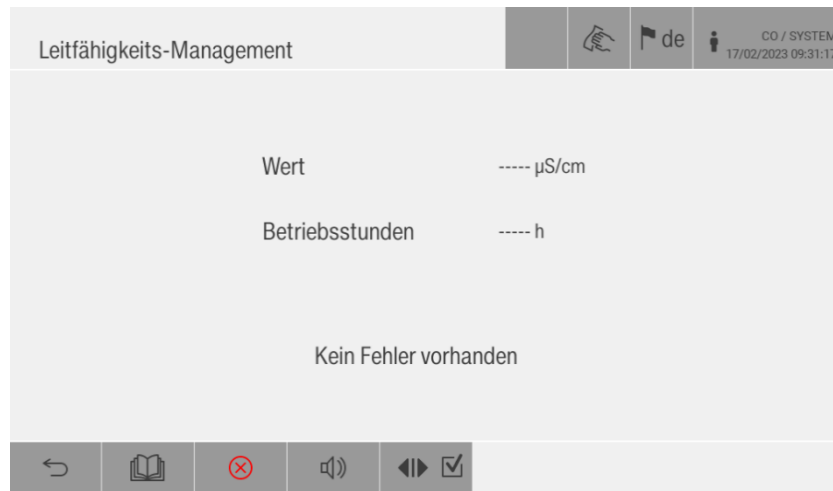 Leitfähigkeits-Management
de
CO / SYSTEM
17/02/2023 09:31:17
Wert ----- µS/cm
Betriebsstunden ----- h
Kein Fehler vorhanden